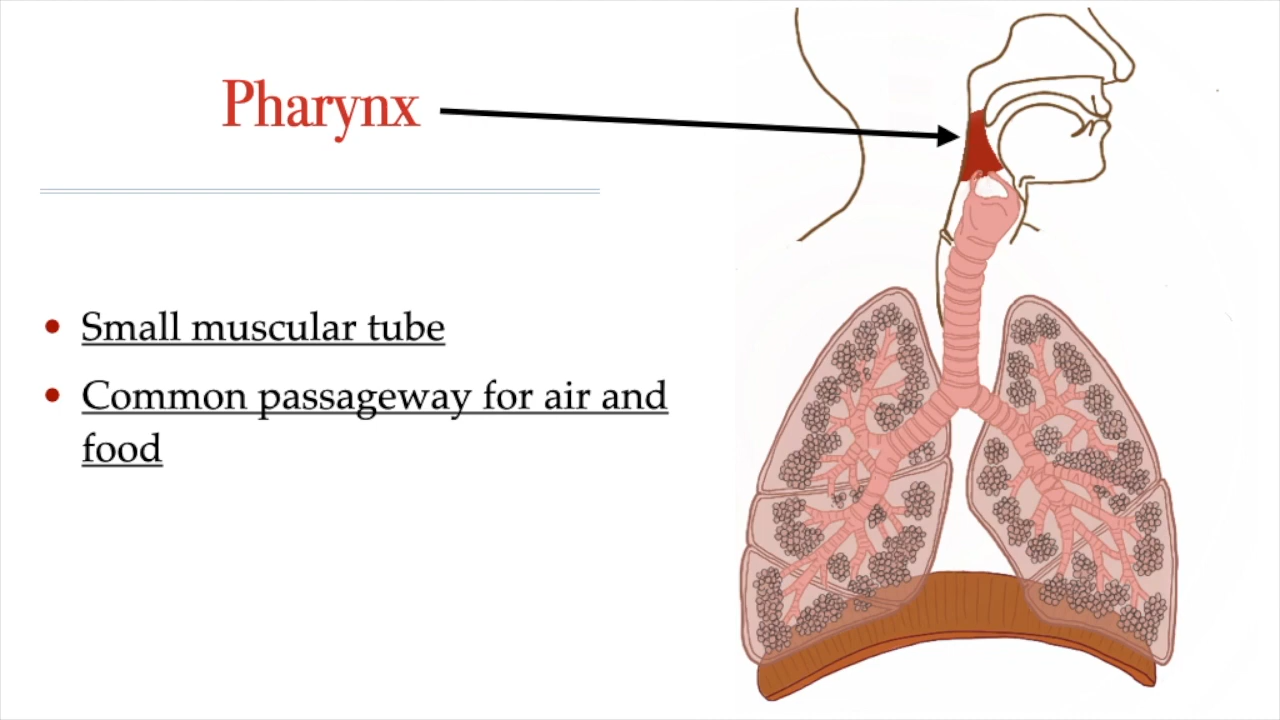 Pharynx
• Small muscular tube
• Common passageway for air and
food